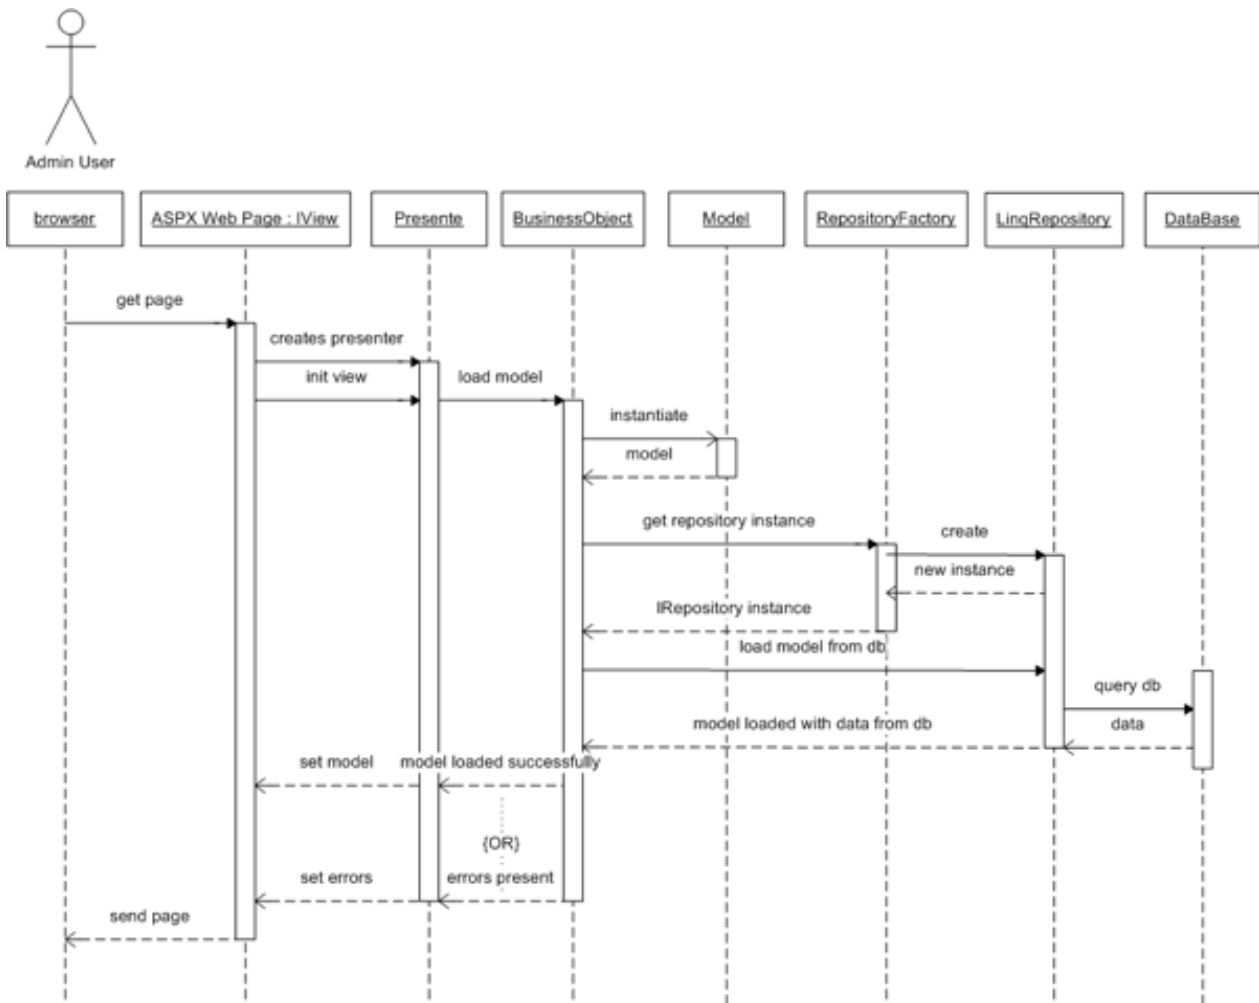 Admin User
browser
ASPX Web Page : IView
Presente
BusinessObject
Model
RepositoryFactory
LinqRepository
DataBase
get page
creates presenter
init view
load model
instantiate
model
get repository instance
create
new instance
IRepository instance
load model from db
query db
model loaded with data from db
data
set model
model loaded successfully
{OR}
set errors
errors present
send page